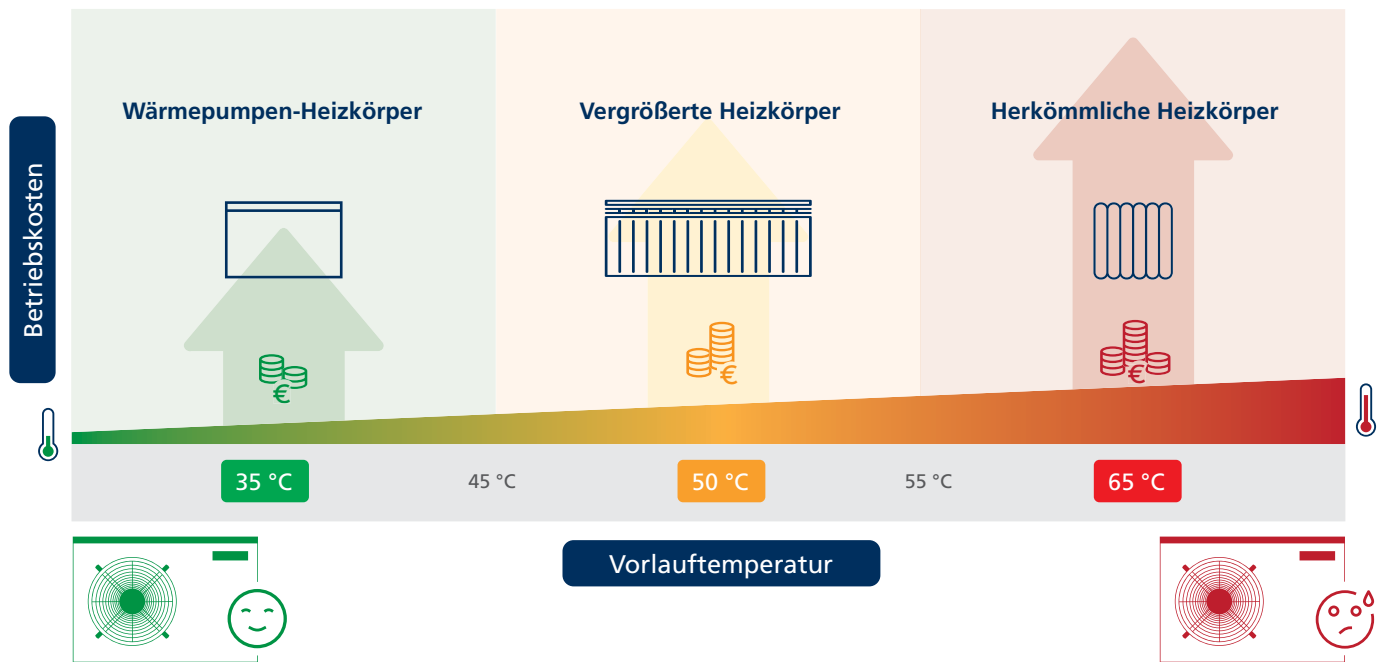 Wärmepumpen-Heizkörper
Vergrößerte Heizkörper
Herkömmliche Heizkörper
Betriebskosten
€
€
€
35 °C
45 °C
50 °C
55 °C
65 °C
Vorlauftemperatur